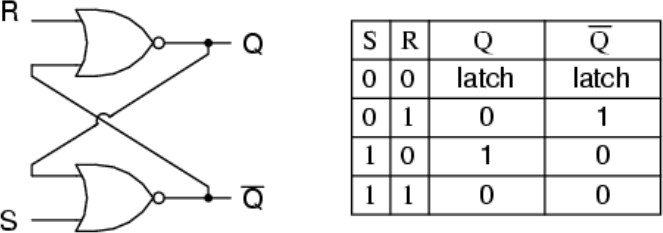 R
Q
Q̅
S
S R Q Q̅
0 0 latch latch
0 1 0 1
1 0 1 0
1 1 0 0